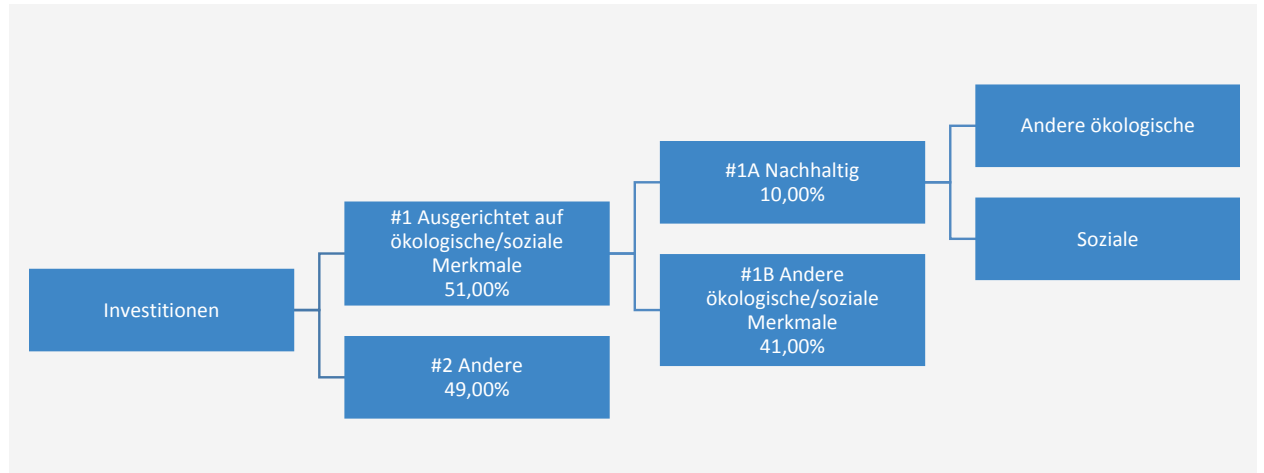 Investitionen
#1 Ausgerichtet auf
ökologische/soziale
Merkmale
51,00%
#2 Andere
49,00%
#1A Nachhaltig
10,00%
#1B Andere
ökologische/soziale
Merkmale
41,00%
Andere ökologische
Soziale